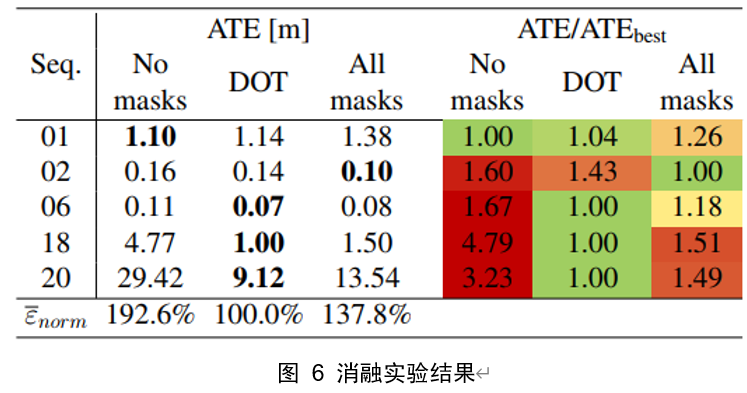 ATE [m] ATE/ATEbest
Seq. No masks DOT All masks No masks DOT All masks
01 1.10 1.14 1.38 1.00 1.04 1.26
02 0.16 0.14 0.10 1.60 1.43 1.00
06 0.11 0.07 0.08 1.67 1.00 1.18
18 4.77 1.00 1.50 4.79 1.00 1.51
20 29.42 9.12 13.54 3.23 1.00 1.49
ε̅norm 192.6% 100.0% 137.8%
图 6 消融实验结果↵